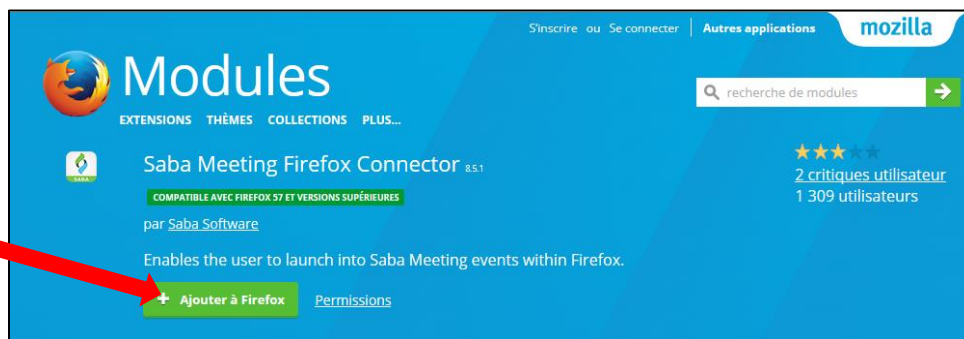 S'inscrire ou Se connecter | Autres applications mozilla
Modules
recherche de modules
EXTENSIONS THÈMES COLLECTIONS PLUS...
Saba Meeting Firefox Connector 8.5.1
SABA
COMPATIBLE AVEC FIREFOX 57 ET VERSIONS SUPÉRIEURES
2 critiques utilisateur
1 309 utilisateurs
par Saba Software
Enables the user to launch into Saba Meeting events within Firefox.
+ Ajouter à Firefox Permissions